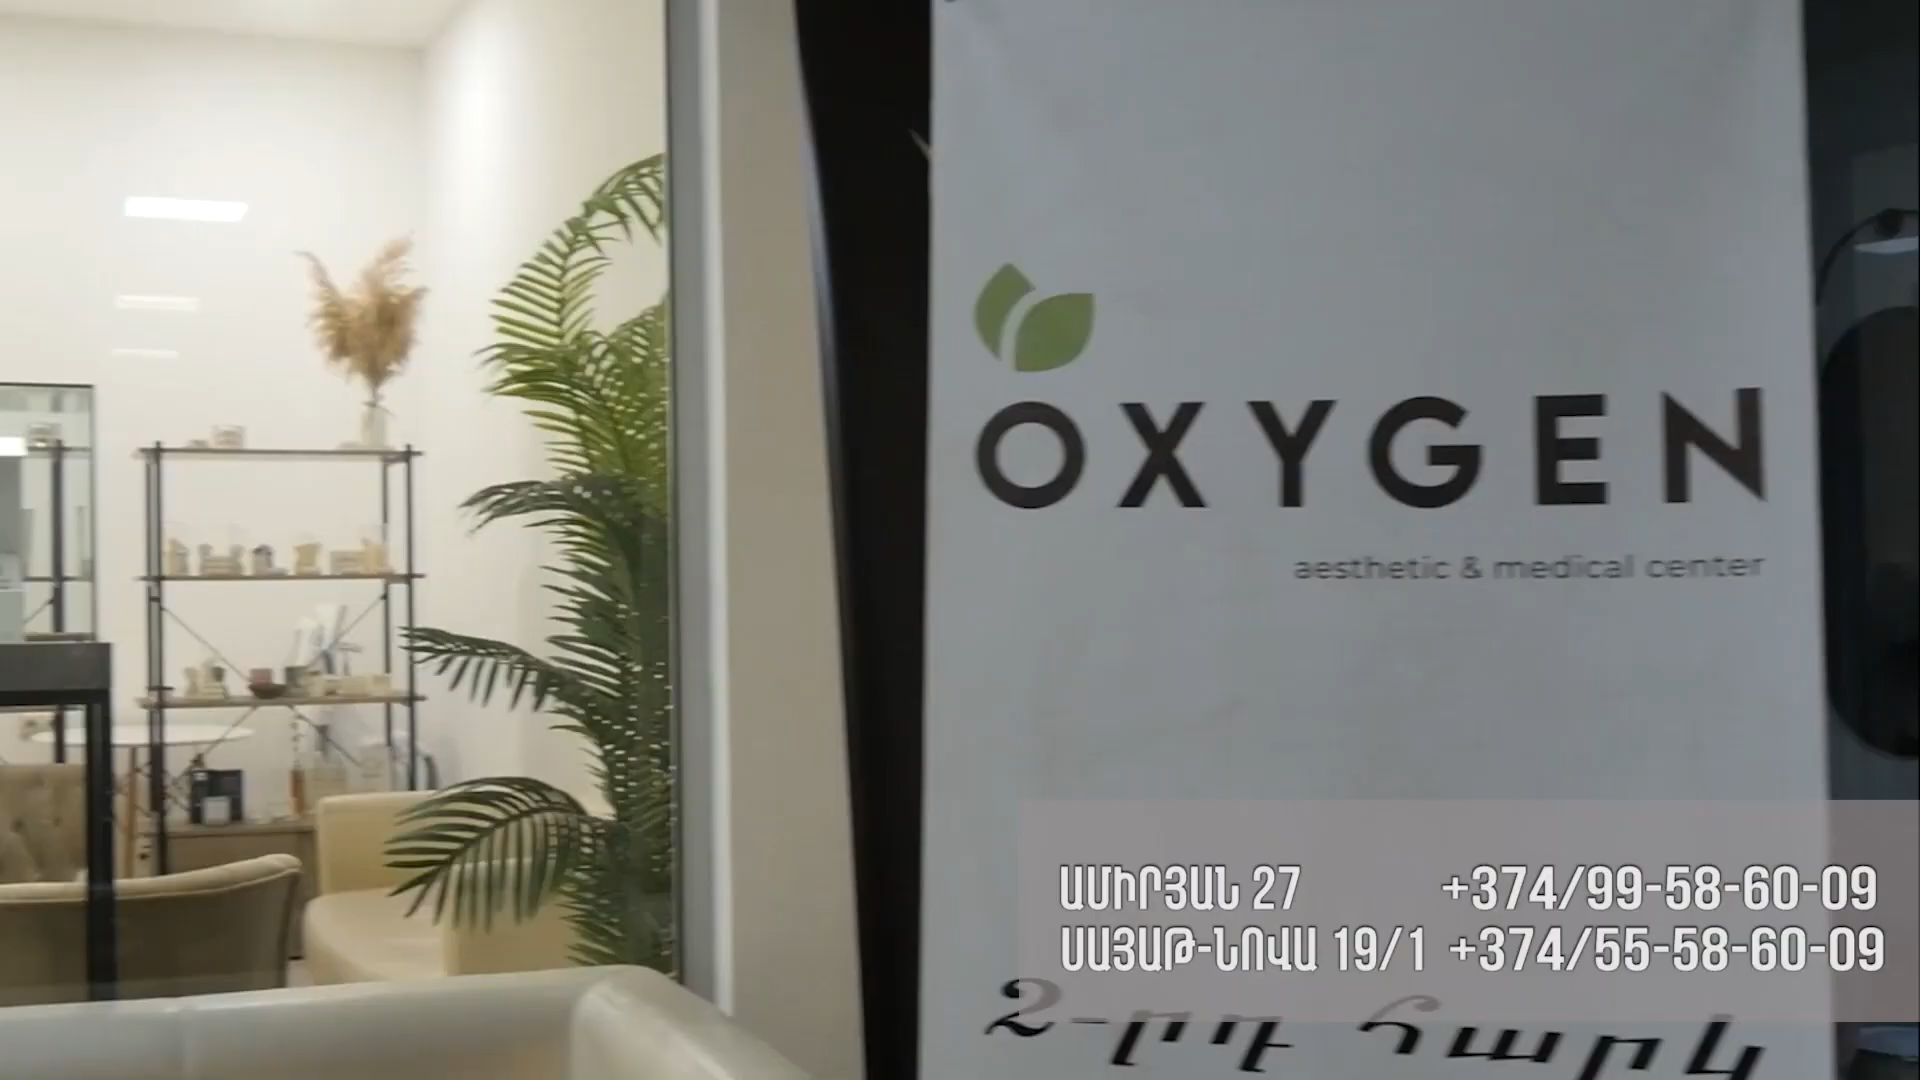 OXYGEN
aesthetic & medical center
ԱՄԻՐՅԱՆ 27 +374/99-58-60-09
ՍԱՅԱԹ-ՆՈՎԱ 19/1 +374/55-58-60-09
2-րդ հարկ